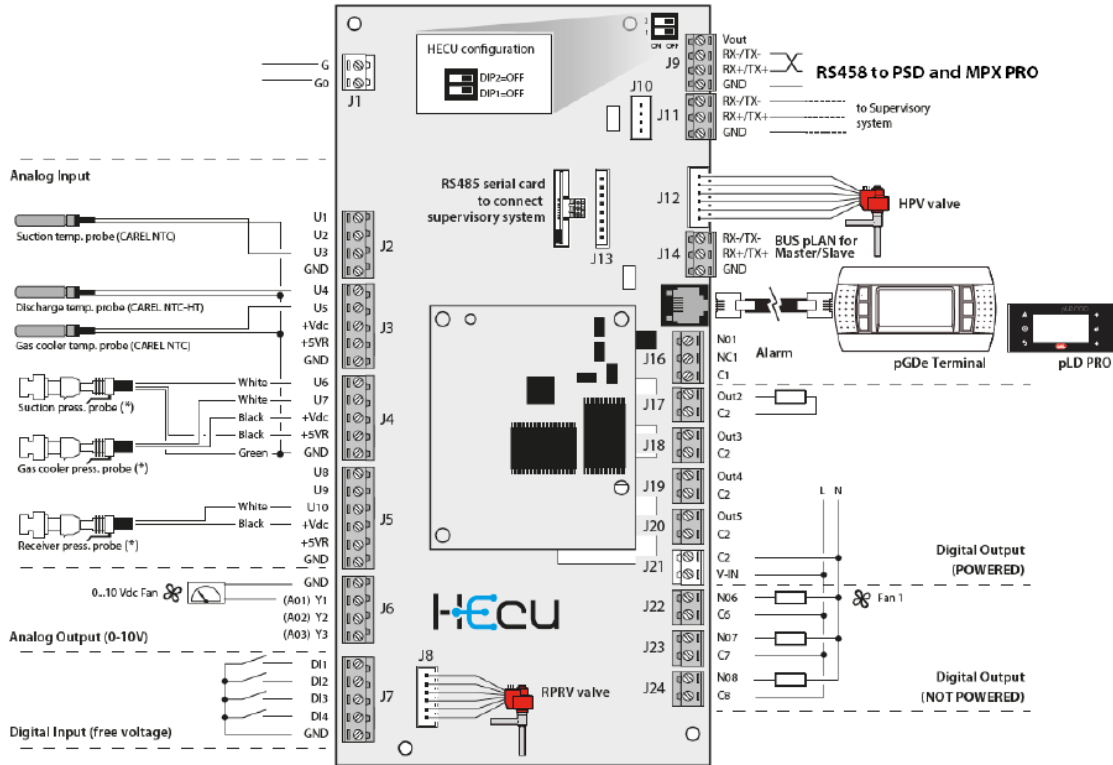 HECU configuration
DIP2=OFF
DIP1=OFF
2
1
ON OFF
G
G0
J1
J10
J9
Vout
RX-/TX-
RX+/TX+
GND
RS458 to PSD and MPX PRO
J11
RX-/TX-
RX+/TX+
GND
to Supervisory
system
Analog Input
Suction temp. probe (CAREL NTC)
Discharge temp. probe (CAREL NTC-HT)
Gas cooler temp. probe (CAREL NTC)
U1
U2
U3
GND
J2
U4
U5
+Vdc
+5VR
GND
J3
RS485 serial card
to connect
supervisory system
J13
J12
HPV valve
J14
RX-/TX-
RX+/TX+
GND
BUS pLAN for
Master/Slave
pGDe Terminal
pLD PRO
Suction press. probe (*)
Gas cooler press. probe (*)
White
White
Black
Black
Green
U6
U7
+Vdc
+5VR
GND
J4
Receiver press. probe (*)
White
Black
U8
U9
U10
+Vdc
+5VR
GND
J5
J16
NO1
NC1
C1
Alarm
J17
Out2
C2
J18
Out3
C2
J19
Out4
C2
J20
Out5
C2
L N
J21
C2
V-IN
Digital Output
(POWERED)
0...10 Vdc Fan
GND
(A01) Y1
(A02) Y2
(A03) Y3
J6
Analog Output (0-10V)
HECU
J22
NO6
C6
Fan 1
J23
NO7
C7
J24
NO8
C8
Digital Output
(NOT POWERED)
DI1
DI2
DI3
DI4
GND
J7
Digital Input (free voltage)
J8
RPRV valve